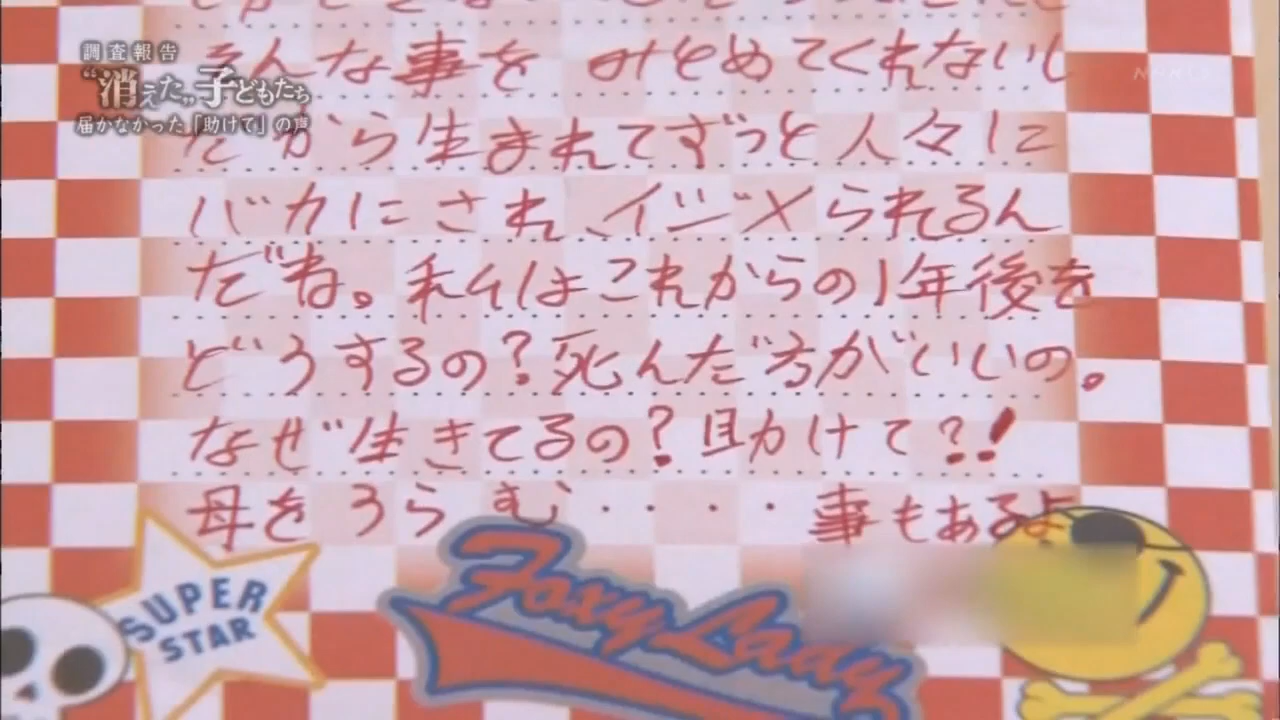 調査報告
“消えた„子どもたち
届かなかった「助けて」の声
そんな事を みとめてくれないし
だから生まれてずっと人々に
バカにされ、イジメられるん
だね。私はこれからの1年後を
どうするの?死んだ方がいいの。
なぜ生きてるの?助けて?!
母をうらむ・・・・事もあるよ
SUPER
STAR
Foxy Lady